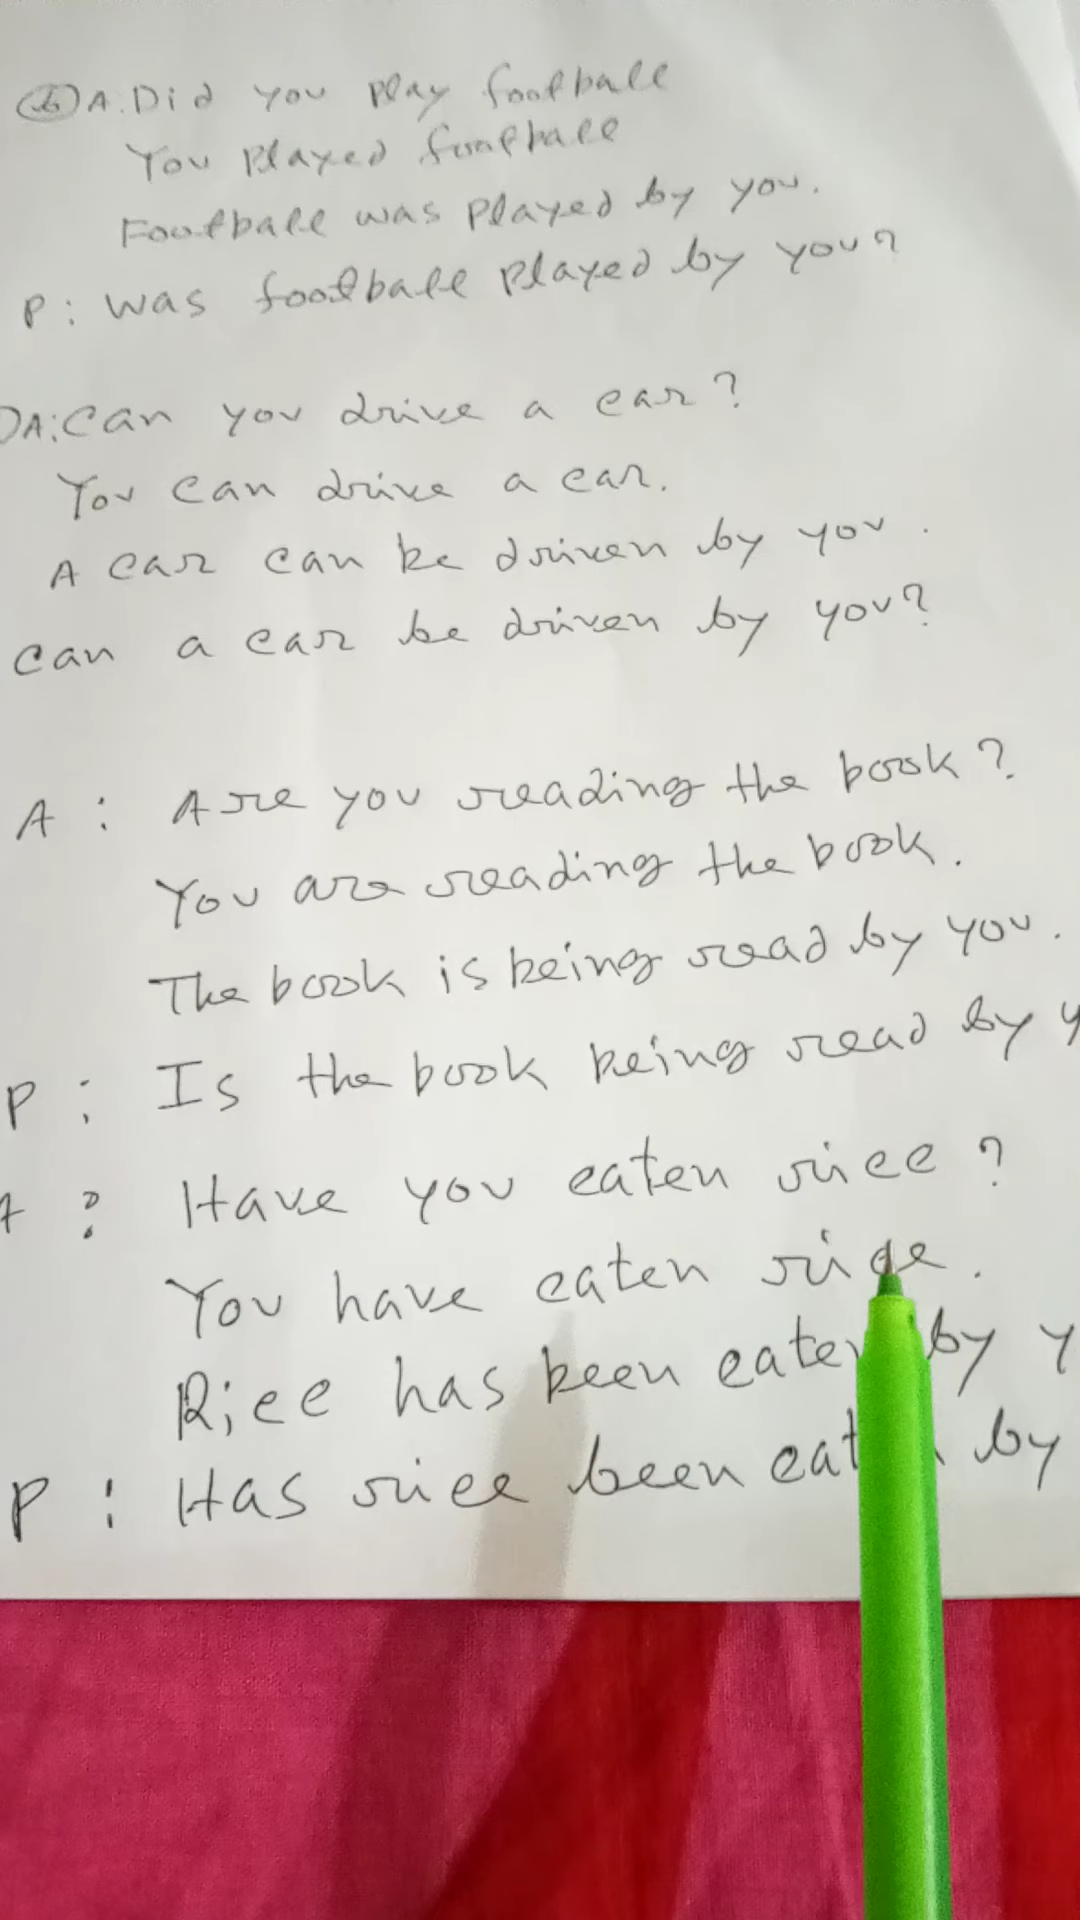 (b) A. Did you play football
You played football
Football was played by you.
P: was football played by you?
A: Can you drive a car?
You can drive a car.
A car can be driven by you.
Can a car be driven by you?
A : Are you reading the book?
You are reading the book.
The book is being read by you.
P : Is the book being read by y
A : Have you eaten rice?
You have eaten rice.
Rice has been eaten by y
P : Has rice been eaten by